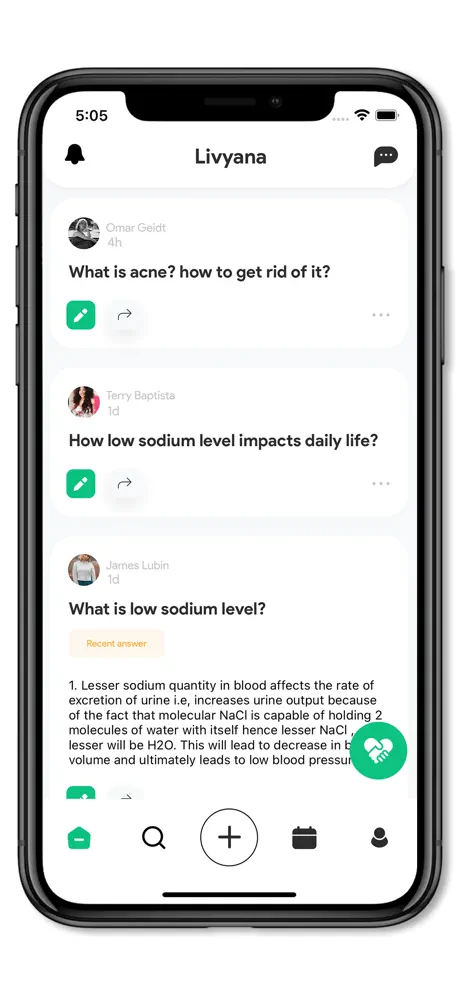 5:05
Livyana
Omar Geidt
4h
What is acne? how to get rid of it?
Terry Baptista
1d
How low sodium level impacts daily life?
James Lubin
1d
What is low sodium level?
Recent answer
1. Lesser sodium quantity in blood affects the rate of
excretion of urine i.e, increases urine output because
of the fact that molecular NaCl is capable of holding 2
molecules of water with itself hence lesser NaCl ,
lesser will be H2O. This will lead to decrease in
volume and ultimately leads to low blood